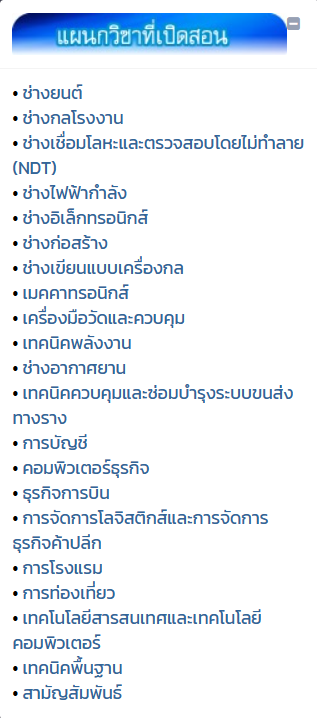 แผนกวิชาที่เปิดสอน
• ช่างยนต์
• ช่างกลโรงงาน
• ช่างเชื่อมโลหะและตรวจสอบโดยไม่ทำลาย
(NDT)
• ช่างไฟฟ้ากำลัง
• ช่างอิเล็กทรอนิกส์
• ช่างก่อสร้าง
• ช่างเขียนแบบเครื่องกล
• เมคคาทรอนิกส์
• เครื่องมือวัดและควบคุม
• เทคนิคพลังงาน
• ช่างอากาศยาน
• เทคนิคควบคุมและซ่อมบำรุงระบบขนส่ง
ทางราง
• การบัญชี
• คอมพิวเตอร์ธุรกิจ
• ธุรกิจการบิน
• การจัดการโลจิสติกส์และการจัดการ
ธุรกิจค้าปลีก
• การโรงแรม
• การท่องเที่ยว
• เทคโนโลยีสารสนเทศและเทคโนโลยี
คอมพิวเตอร์
• เทคนิคพื้นฐาน
• สามัญสัมพันธ์